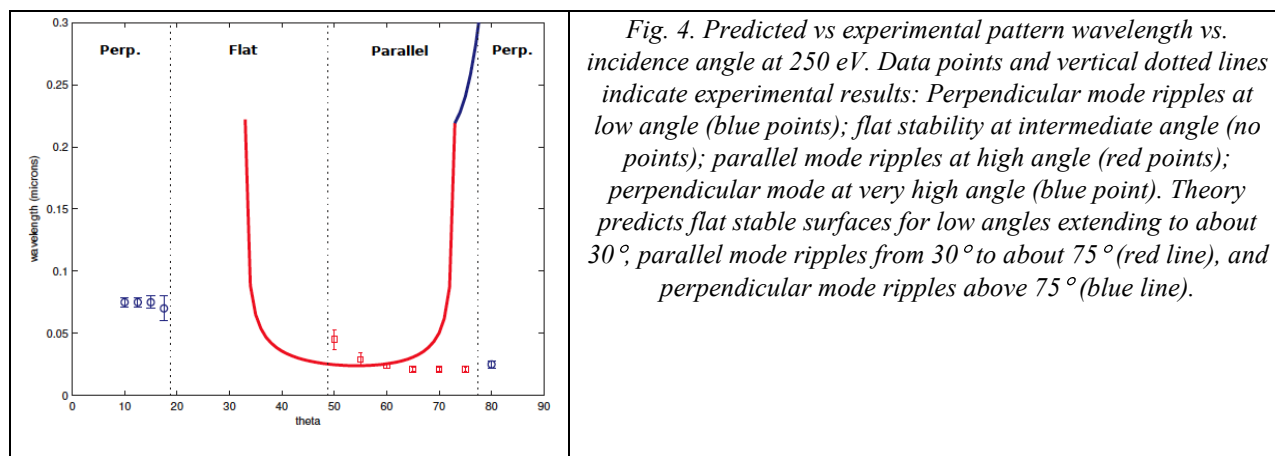 Perp.
Flat
Parallel
Perp.
0.3
0.25
0.2
0.15
0.1
0.05
0
wavelength (microns)
0 10 20 30 40 50 60 70 80 90
theta
Fig. 4. Predicted vs experimental pattern wavelength vs.
incidence angle at 250 eV. Data points and vertical dotted lines
indicate experimental results: Perpendicular mode ripples at
low angle (blue points); flat stability at intermediate angle (no
points); parallel mode ripples at high angle (red points);
perpendicular mode at very high angle (blue point). Theory
predicts flat stable surfaces for low angles extending to about
30°, parallel mode ripples from 30° to about 75° (red line), and
perpendicular mode ripples above 75° (blue line).